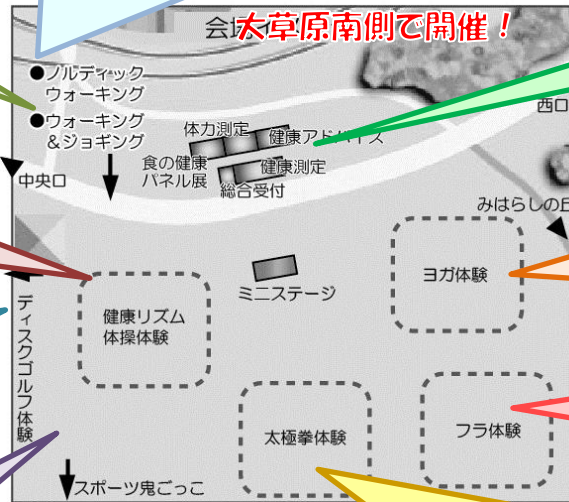 会場
大草原南側で開催！
ノルディック
ウォーキング
ウォーキング
＆ジョギング
体力測定
健康アドバイス
食の健康
パネル展
健康測定
総合受付
西口
中央口
みはらしの丘
ミニステージ
ヨガ体験
健康リズム
体操体験
ディスクゴルフ体験
太極拳体験
フラ体験
スポーツ鬼ごっこ